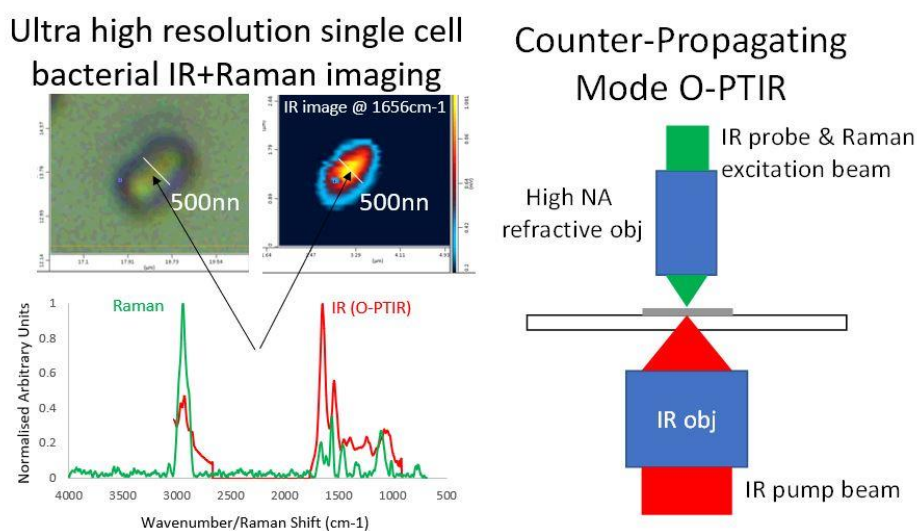 Ultra high resolution single cell
bacterial IR+Raman imaging
IR image @ 1656cm-1
500nn
500nn
Raman
IR (O-PTIR)
Normalised Arbitrary Units
1
0.8
0.6
0.4
0.2
0
4000 3500 3000 2500 2000 1500 1000 500
Wavenumber/Raman Shift (cm-1)
Counter-Propagating
Mode O-PTIR
IR probe & Raman
excitation beam
High NA
refractive obj
IR obj
IR pump beam